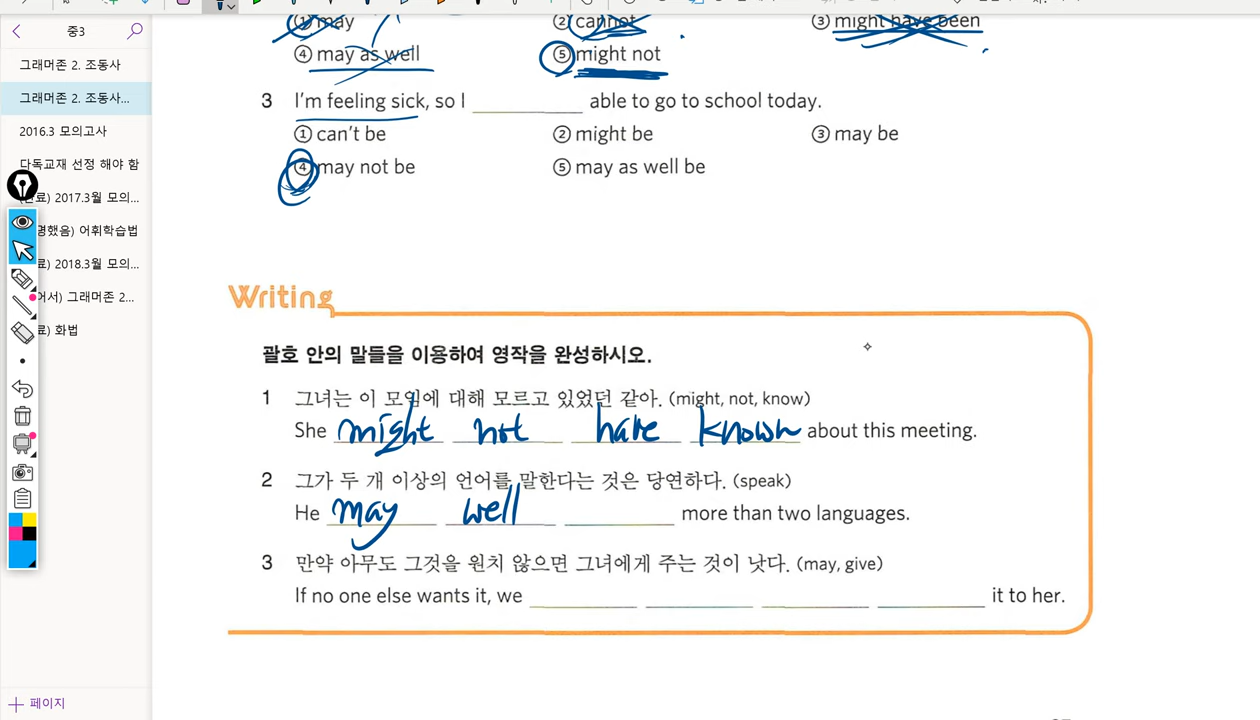 중3
그래머존 2. 조동사
그래머존 2. 조동사...
2016.3 모의고사
다독교재 선정 해야 함
료) 2017.3월 모의...
명했음) 어휘학습법
료) 2018.3월 모의...
어서) 그래머존 2...
료) 화법
페이지
① may ② cannot ③ might have been
④ may as well ⑤ might not
3 I'm feeling sick, so I able to go to school today.
① can't be ② might be ③ may be
④ may not be ⑤ may as well be
Writing
괄호 안의 말들을 이용하여 영작을 완성하시오.
1 그녀는 이 모임에 대해 모르고 있었던 같아. (might, not, know)
She might not have known about this meeting.
2 그가 두 개 이상의 언어를 말한다는 것은 당연하다. (speak)
He may well more than two languages.
3 만약 아무도 그것을 원치 않으면 그녀에게 주는 것이 낫다. (may, give)
If no one else wants it, we it to her.